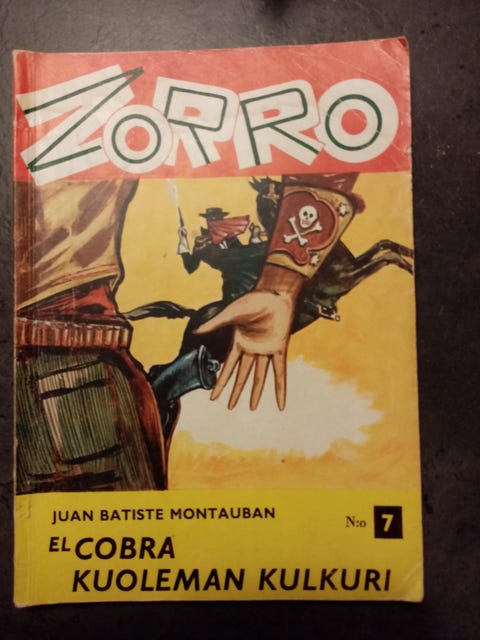 ZORRO
JUAN BATISTE MONTAUBAN
N:o 7
EL COBRA
KUOLEMAN KULKURI